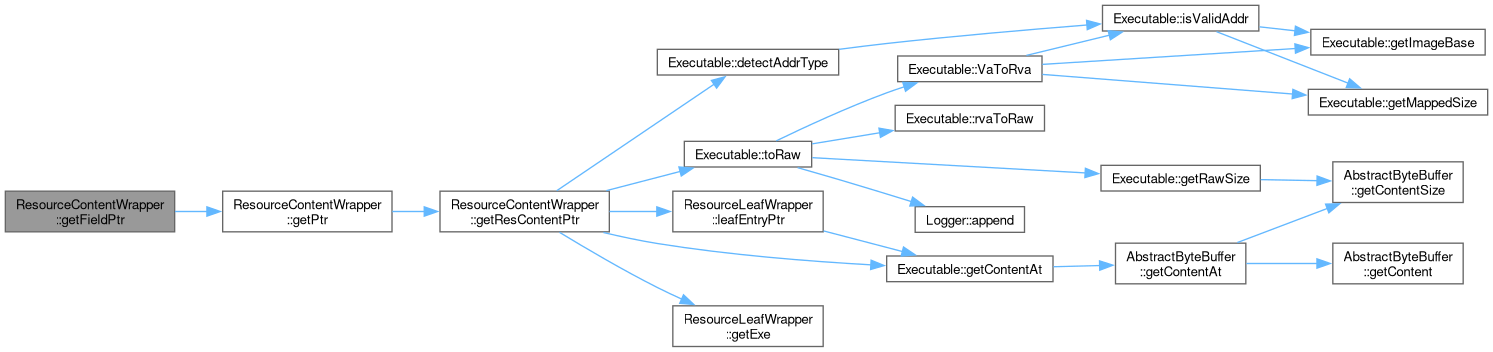 ResourceContentWrapper
::getFieldPtr
ResourceContentWrapper
::getPtr
ResourceContentWrapper
::getResContentPtr
Executable::detectAddrType
Executable::toRaw
ResourceLeafWrapper
::leafEntryPtr
ResourceLeafWrapper
::getExe
Executable::VaToRva
Executable::rvaToRaw
Logger::append
Executable::getContentAt
Executable::isValidAddr
Executable::getRawSize
AbstractByteBuffer
::getContentAt
Executable::getImageBase
Executable::getMappedSize
AbstractByteBuffer
::getContentSize
AbstractByteBuffer
::getContent